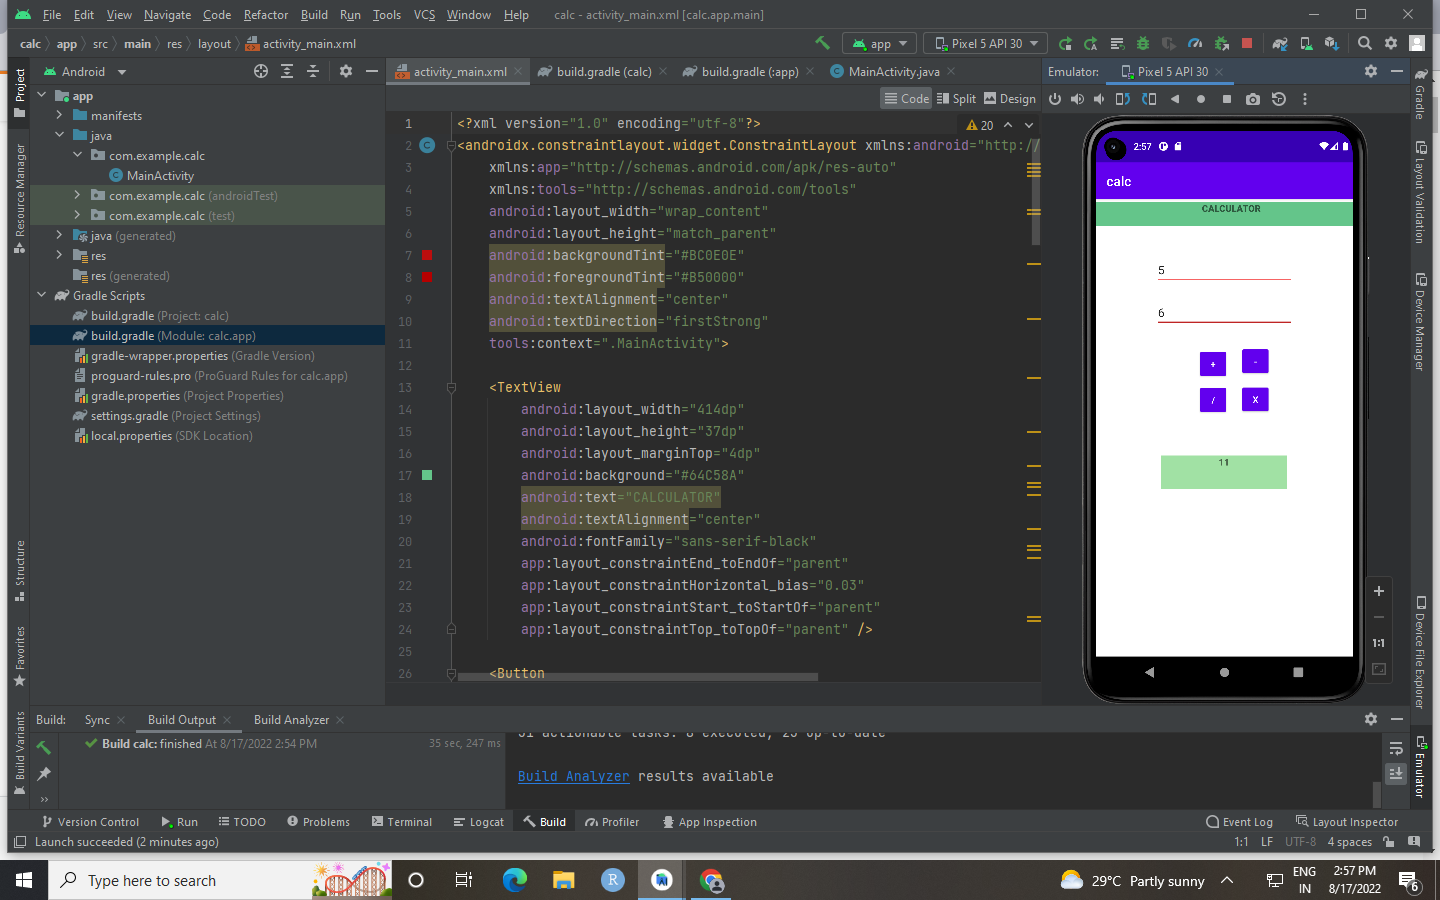 File Edit View Navigate Code Refactor Build Run Tools VCS Window Help calc - activity_main.xml [calc.app.main]
calc app src main res layout activity_main.xml app Pixel 5 API 30
Android
activity_main.xml build.gradle (calc) build.gradle (:app) MainActivity.java
Emulator: Pixel 5 API 30
Code Split Design
Project
Resource Manager
Structure
Favorites
Build Variants
app
manifests
java
com.example.calc
MainActivity
com.example.calc (androidTest)
com.example.calc (test)
java (generated)
res
res (generated)
Gradle Scripts
build.gradle (Project: calc)
build.gradle (Module: calc.app)
gradle-wrapper.properties (Gradle Version)
proguard-rules.pro (ProGuard Rules for calc.app)
gradle.properties (Project Properties)
settings.gradle (Project Settings)
local.properties (SDK Location)
20
1 <?xml version="1.0" encoding="utf-8"?>
2 <androidx.constraintlayout.widget.ConstraintLayout xmlns:android="http:/
3 xmlns:app="http://schemas.android.com/apk/res-auto"
4 xmlns:tools="http://schemas.android.com/tools"
5 android:layout_width="wrap_content"
6 android:layout_height="match_parent"
7 android:backgroundTint="#BC0E0E"
8 android:foregroundTint="#B50000"
9 android:textAlignment="center"
10 android:textDirection="firstStrong"
11 tools:context=".MainActivity">
12
13 <TextView
14 android:layout_width="414dp"
15 android:layout_height="37dp"
16 android:layout_marginTop="4dp"
17 android:background="#64C58A"
18 android:text="CALCULATOR"
19 android:textAlignment="center"
20 android:fontFamily="sans-serif-black"
21 app:layout_constraintEnd_toEndOf="parent"
22 app:layout_constraintHorizontal_bias="0.03"
23 app:layout_constraintStart_toStartOf="parent"
24 app:layout_constraintTop_toTopOf="parent" />
25
26 <Button
2:57
calc
CALCULATOR
5
6
+ -
/ X
11
1:1
Gradle
Layout Validation
Device Manager
Device File Explorer
Emulator
Build: Sync Build Output Build Analyzer
Build calc: finished At 8/17/2022 2:54 PM 35 sec, 247 ms
31 actionable tasks: 8 executed, 23 up-to-date
Build Analyzer results available
Version Control Run TODO Problems Terminal Logcat Build Profiler App Inspection Event Log Layout Inspector
Launch succeeded (2 minutes ago) 1:1 LF UTF-8 4 spaces
Type here to search
29°C Partly sunny
ENG
IN
2:57 PM
8/17/2022
6